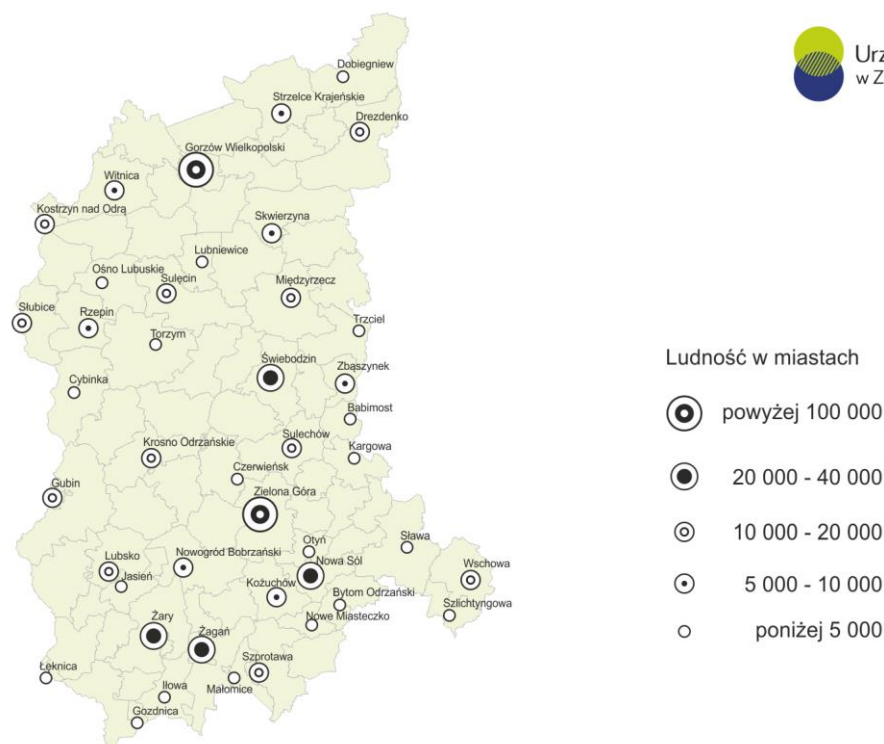 Urz
w Z
Dobiegniew
Strzelce Krajeńskie
Drezdenko
Gorzów Wielkopolski
Witnica
Kostrzyn nad Odrą
Skwierzyna
Lubniewice
Ośno Lubuskie
Sulęcin
Międzyrzecz
Słubice
Rzepin
Trzciel
Torzym
Świebodzin
Zbąszynek
Cybinka
Babimost
Krosno Odrzańskie
Sulechów
Kargowa
Czerwieńsk
Gubin
Zielona Góra
Otyń
Sława
Lubsko
Nowogród Bobrzański
Nowa Sól
Wschowa
Jasień
Kożuchów
Bytom Odrzański
Szlichtyngowa
Żary
Nowe Miasteczko
Żagań
Szprotawa
Łęknica
Iłowa
Małomice
Gozdnica
Ludność w miastach
powyżej 100 000
20 000 - 40 000
10 000 - 20 000
5 000 - 10 000
poniżej 5 000